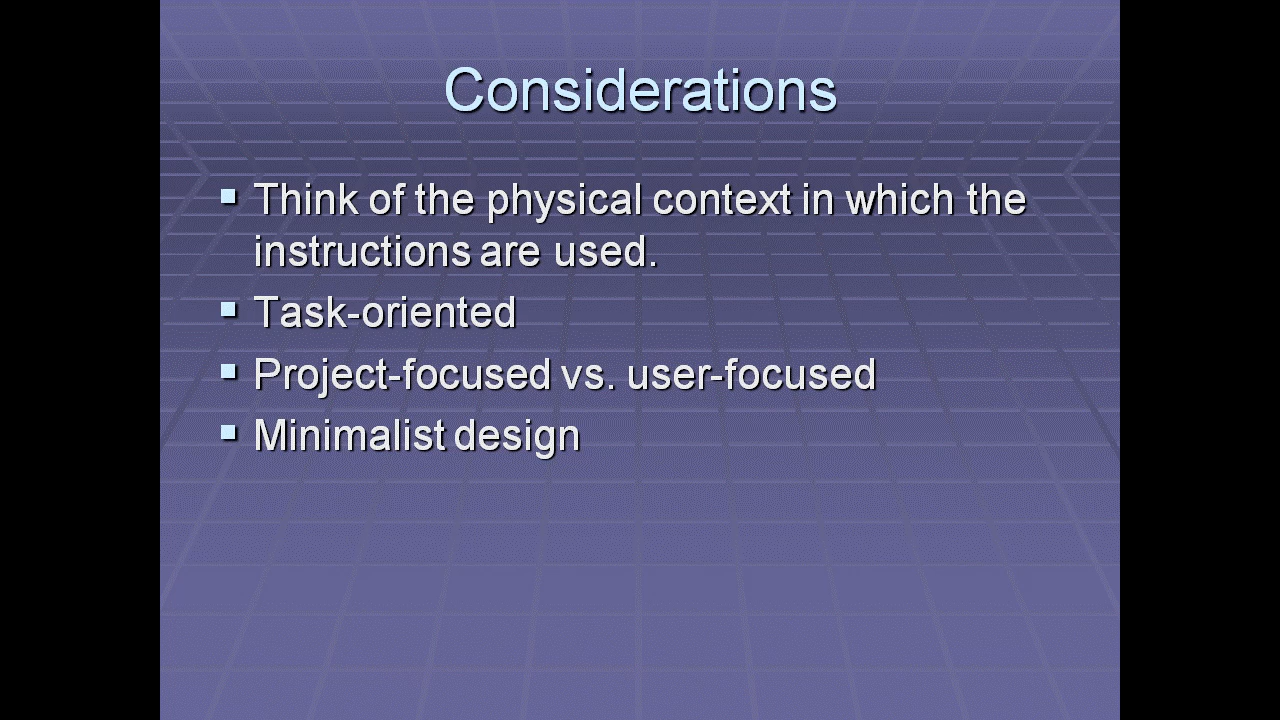 Considerations
Think of the physical context in which the
instructions are used.
Task-oriented
Project-focused vs. user-focused
Minimalist design